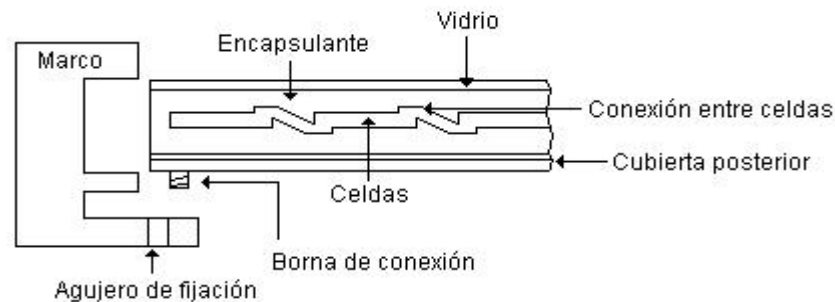 Vidrio
Encapsulante
Marco
Conexión entre celdas
Cubierta posterior
Celdas
Borna de conexión
Agujero de fijación